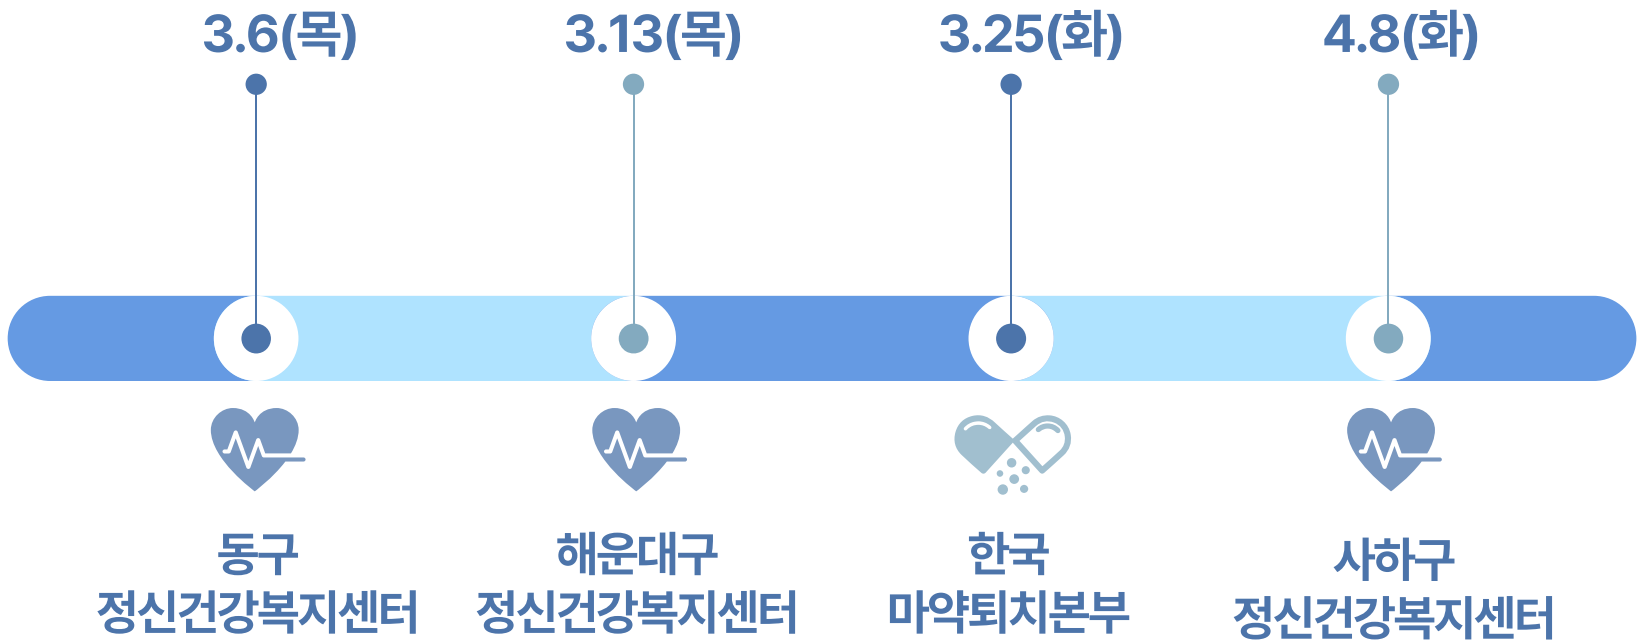 3.6(목)
3.13(목)
3.25(화)
4.8(화)
동구
정신건강복지센터
해운대구
정신건강복지센터
한국
마약퇴치본부
사하구
정신건강복지센터